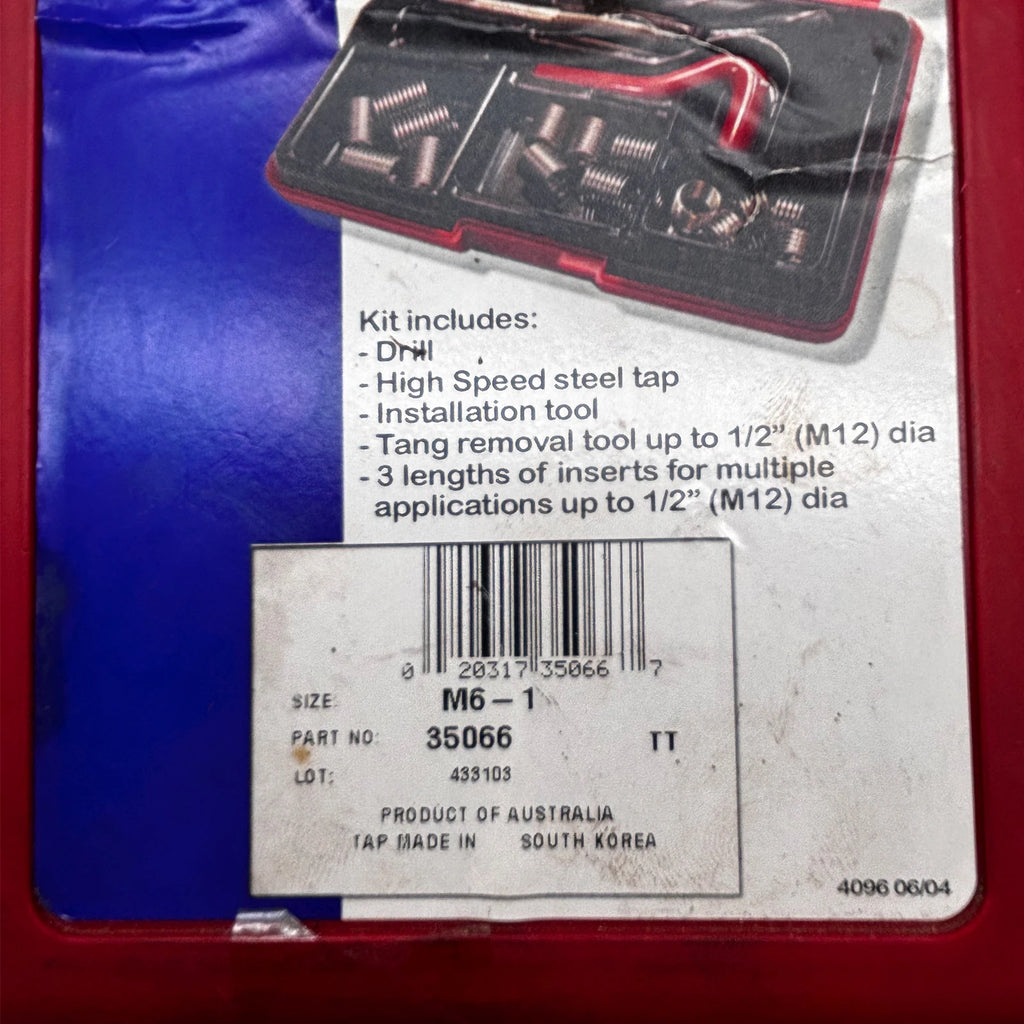 Kit includes:
- Drill
- High Speed steel tap
- Installation tool
- Tang removal tool up to 1/2” (M12) dia
- 3 lengths of inserts for multiple
applications up to 1/2” (M12) dia
0 20317 35066 7
SIZE: M6 – 1
PART NO: 35066 TT
LOT: 433103
PRODUCT OF AUSTRALIA
TAP MADE IN SOUTH KOREA
4096 06/04